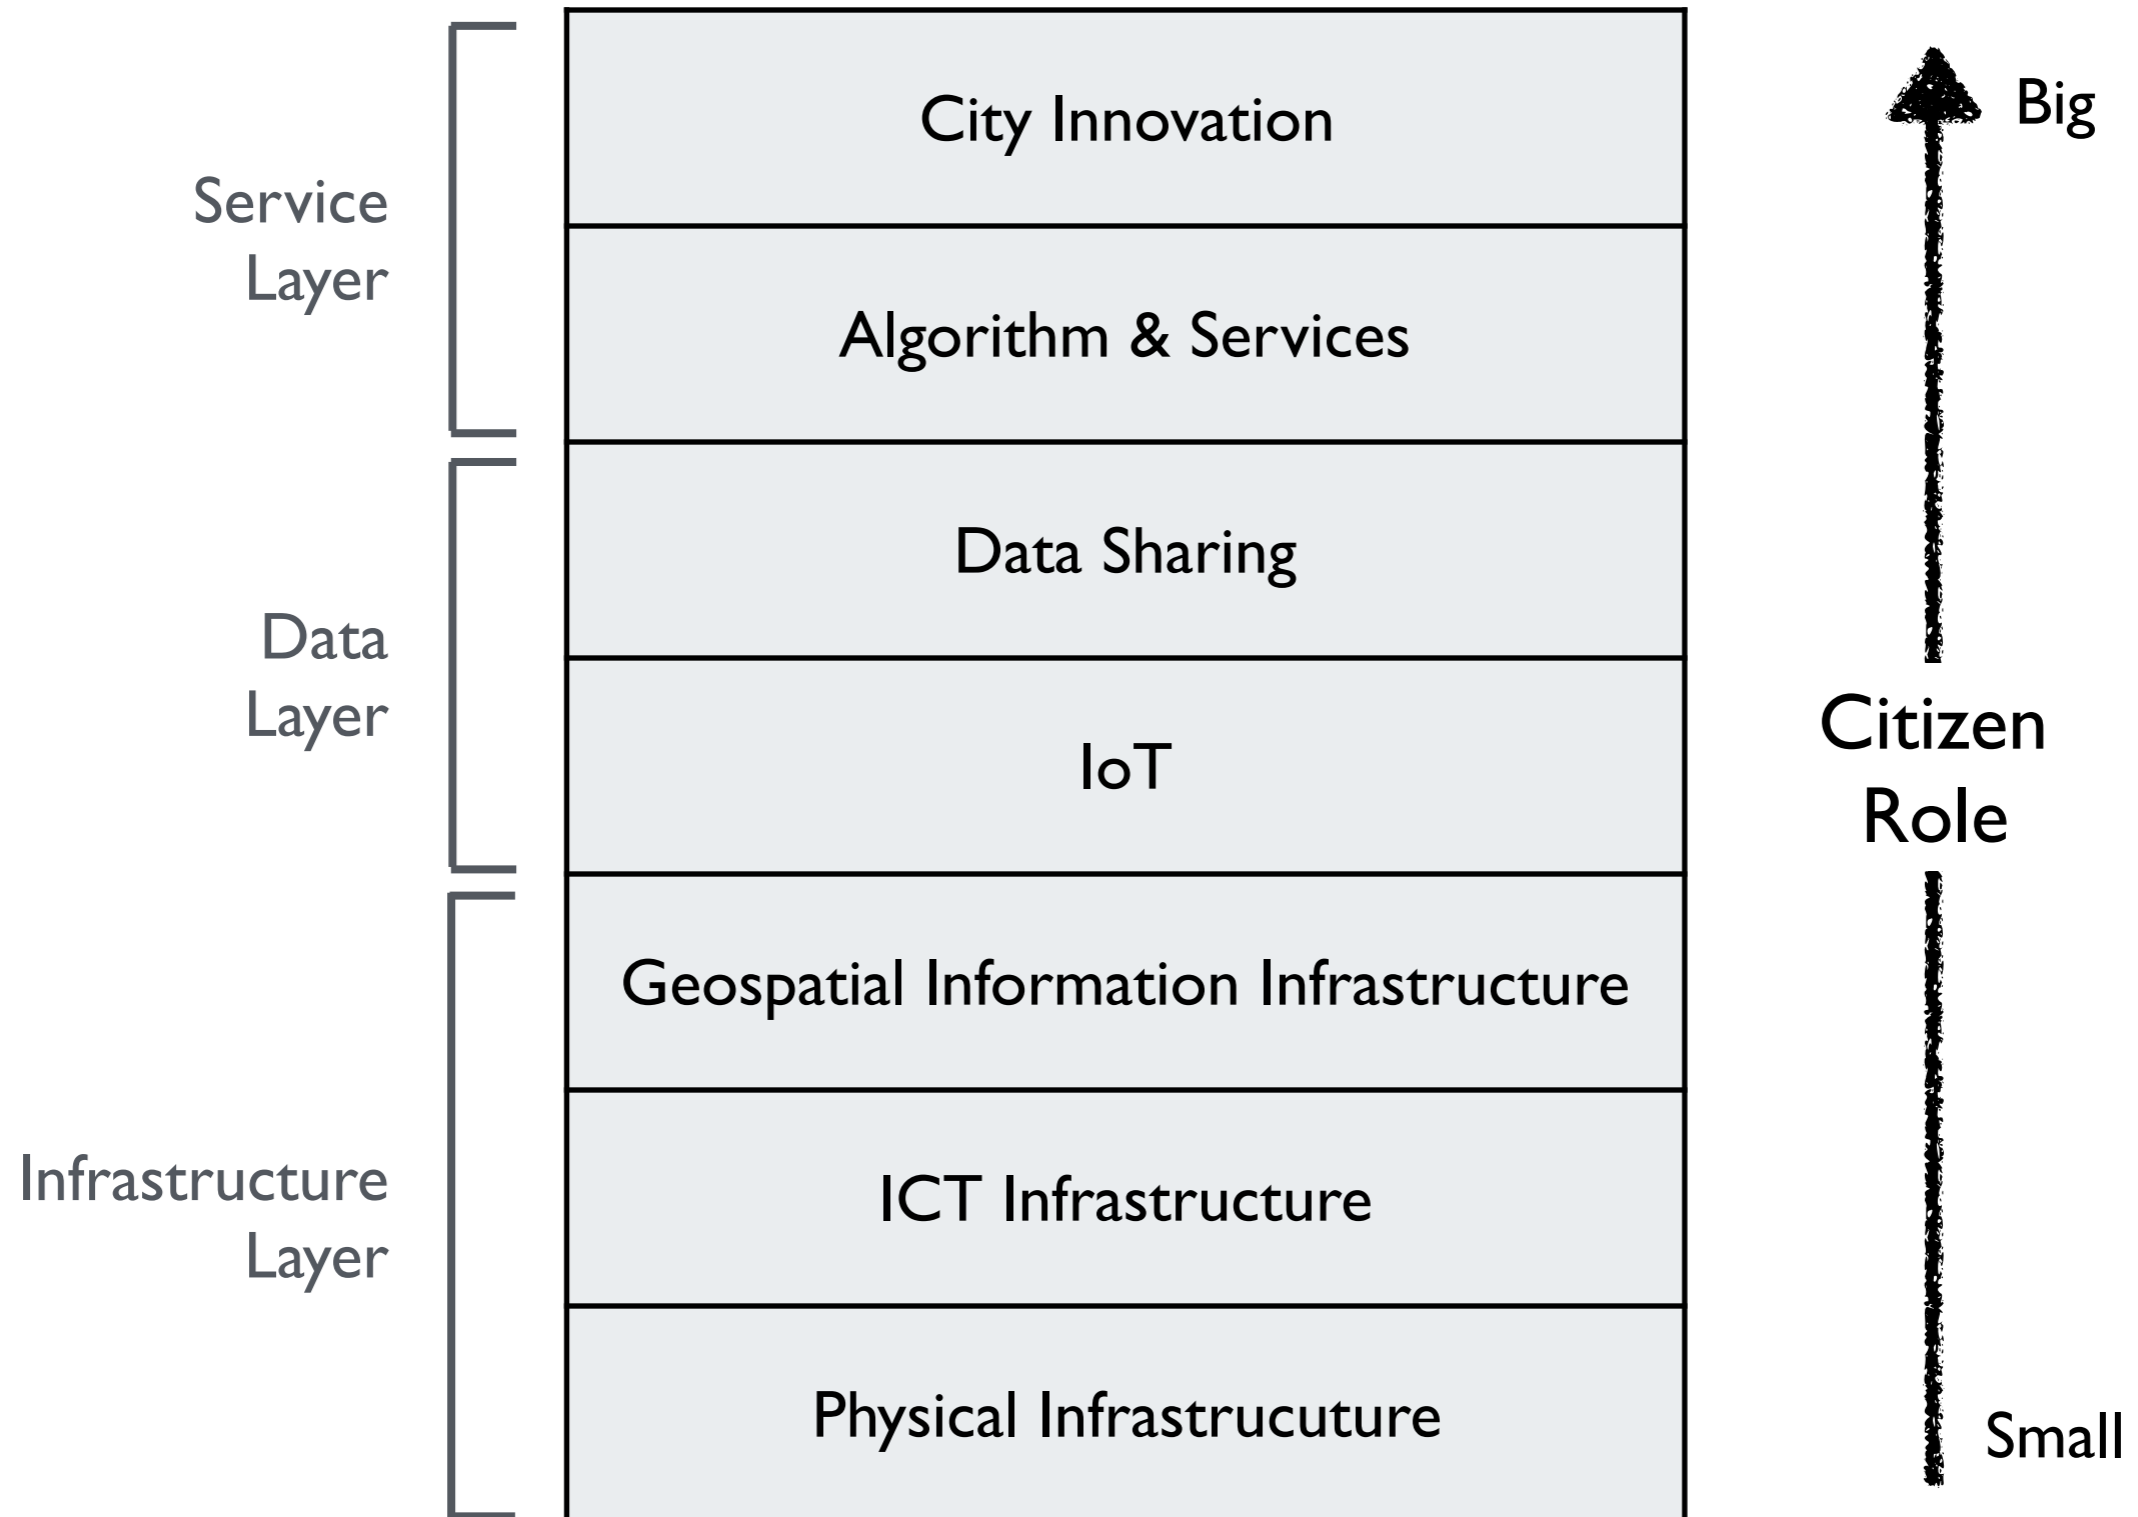 Service
Layer
Data
Layer
Infrastructure
Layer
City Innovation
Algorithm & Services
Data Sharing
IoT
Geospatial Information Infrastructure
ICT Infrastructure
Physical Infrastrucuture
Big
Citizen
Role
Small